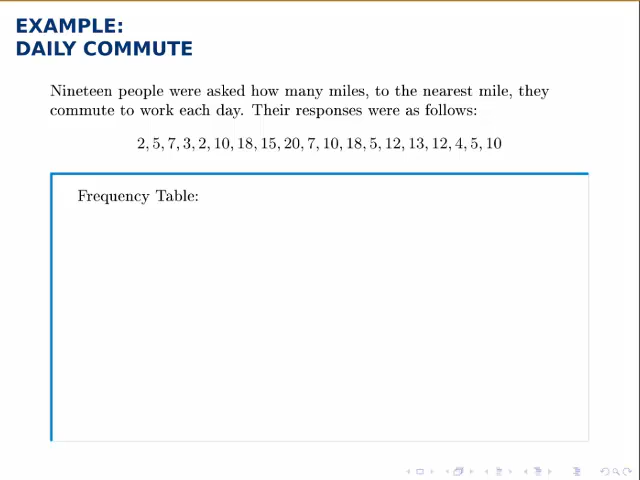 EXAMPLE:
DAILY COMMUTE
Nineteen people were asked how many miles, to the nearest mile, they
commute to work each day. Their responses were as follows:
2, 5, 7, 3, 2, 10, 18, 15, 20, 7, 10, 18, 5, 12, 13, 12, 4, 5, 10
Frequency Table: